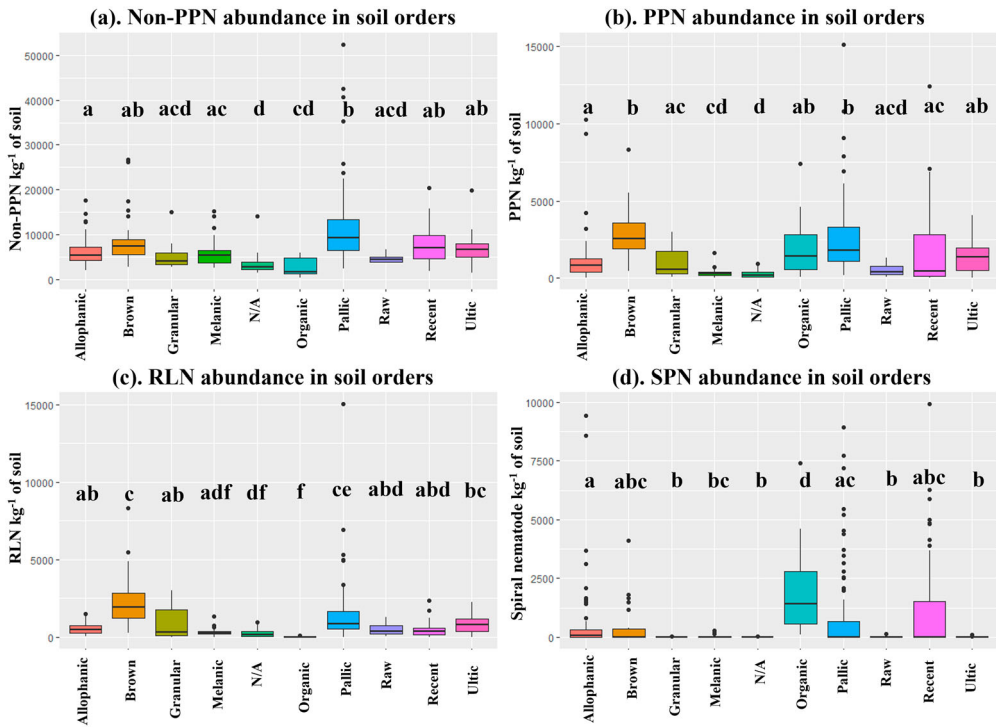 (a). Non-PPN abundance in soil orders
Non-PPN kg-1 of soil
50000
40000
30000
20000
10000
0
a ab acd ac d cd b acd ab ab
Allophanic Brown Granular Melanic N/A Organic Pallic Raw Recent Ultic
(b). PPN abundance in soil orders
PPN kg-1 of soil
15000
10000
5000
0
a b ac cd d ab b acd ac ab
Allophanic Brown Granular Melanic N/A Organic Pallic Raw Recent Ultic
(c). RLN abundance in soil orders
RLN kg-1 of soil
15000
10000
5000
0
ab c ab adf df f ce abd abd bc
Allophanic Brown Granular Melanic N/A Organic Pallic Raw Recent Ultic
(d). SPN abundance in soil orders
Spiral nematode kg-1 of soil
10000
7500
5000
2500
0
a abc b bc b d ac b abc b
Allophanic Brown Granular Melanic N/A Organic Pallic Raw Recent Ultic